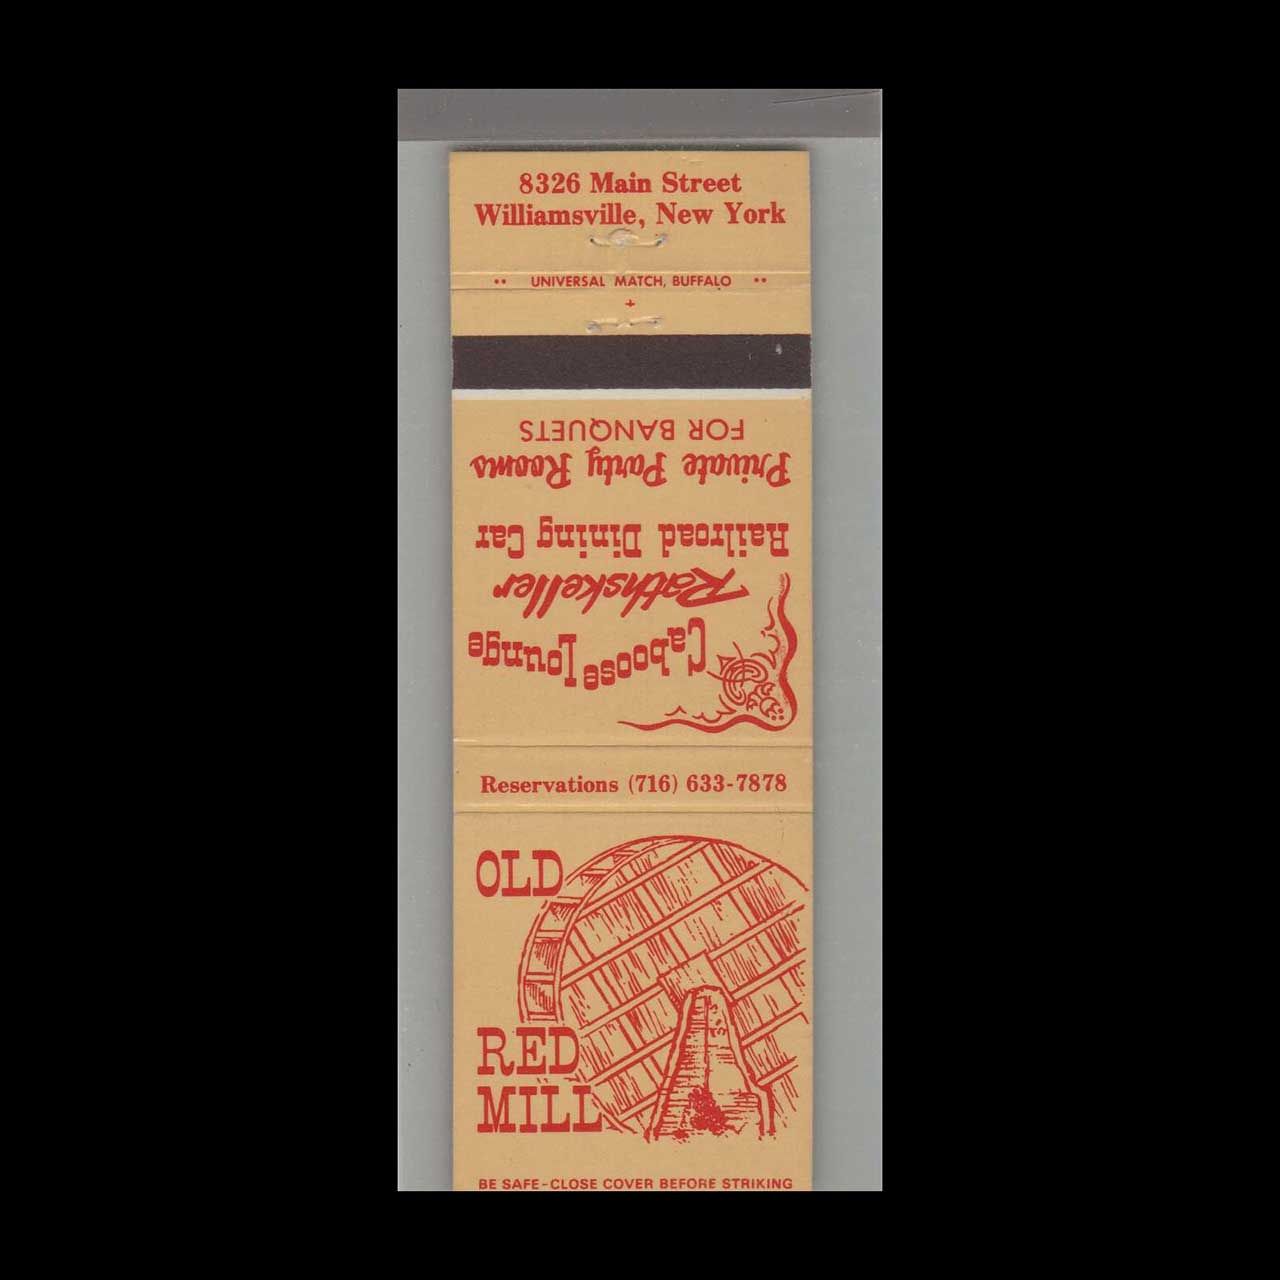 8326 Main Street
Williamsville, New York
•• UNIVERSAL MATCH, BUFFALO ••
+
Caboose Lounge
Rathskeller
Railroad Dining Car
Private Party Rooms
FOR BANQUETS
Reservations (716) 633-7878
OLD
RED
MILL
BE SAFE-CLOSE COVER BEFORE STRIKING